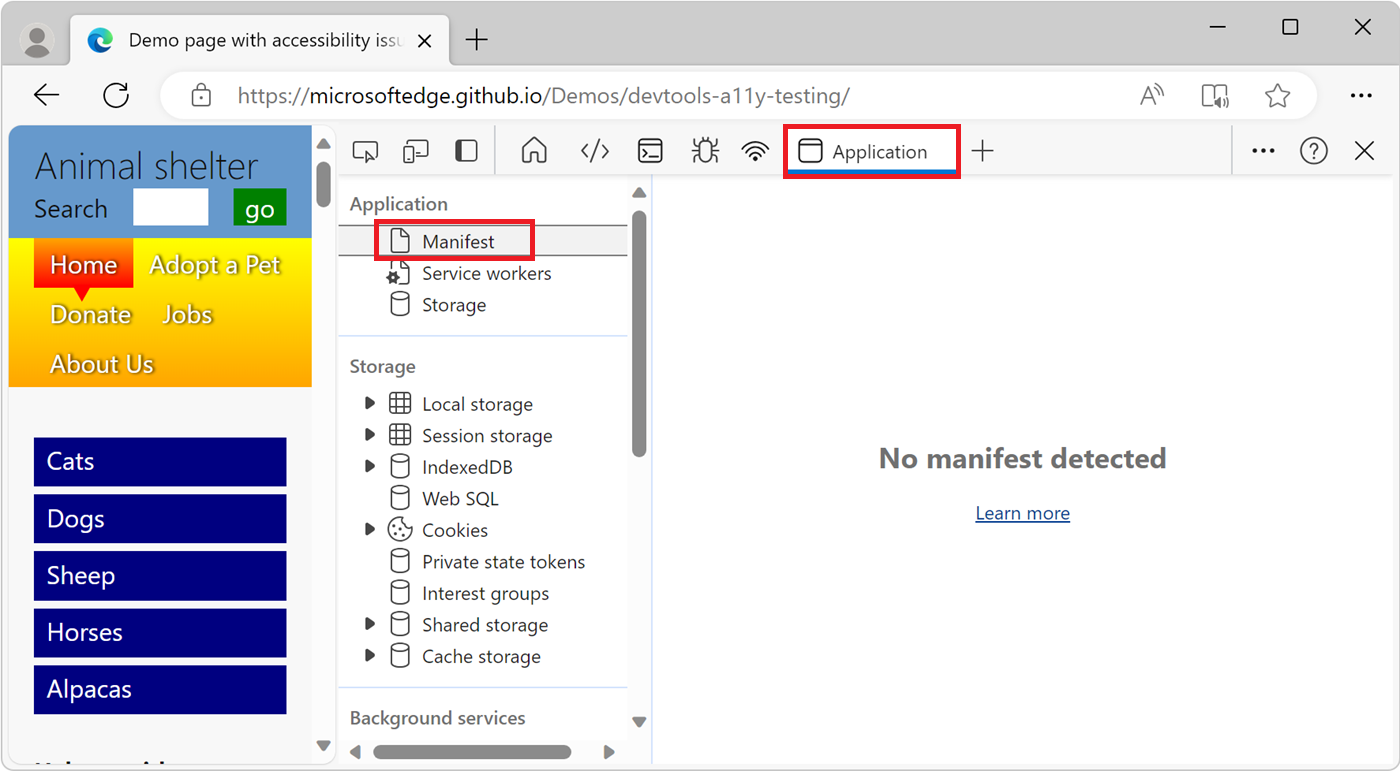 Demo page with accessibility issu
https://microsoftedge.github.io/Demos/devtools-a11y-testing/
Animal shelter
Search go
Home Adopt a Pet
Donate Jobs
About Us
Cats
Dogs
Sheep
Horses
Alpacas
Application
Application
Manifest
Service workers
Storage
Storage
Local storage
Session storage
IndexedDB
Web SQL
Cookies
Private state tokens
Interest groups
Shared storage
Cache storage
Background services
No manifest detected
Learn more